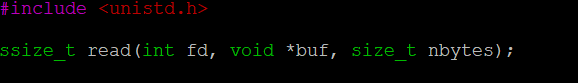 #include <unistd.h>
ssize_t read(int fd, void *buf, size_t nbytes);